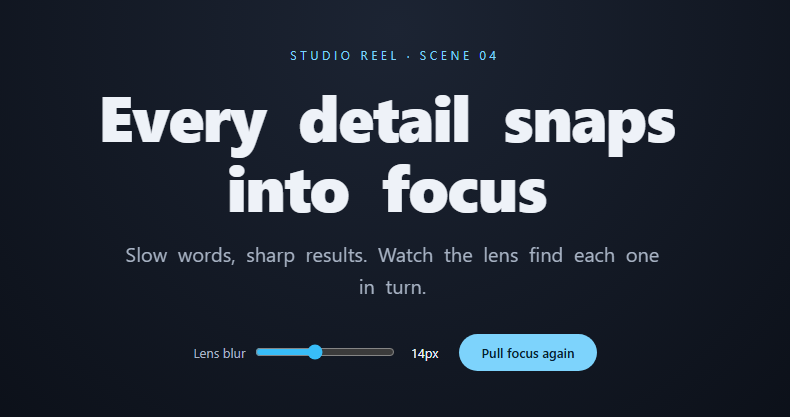 STUDIO REEL · SCENE 04
Every detail snaps
into focus
Slow words, sharp results. Watch the lens find each one
in turn.
Lens blur 14px Pull focus again